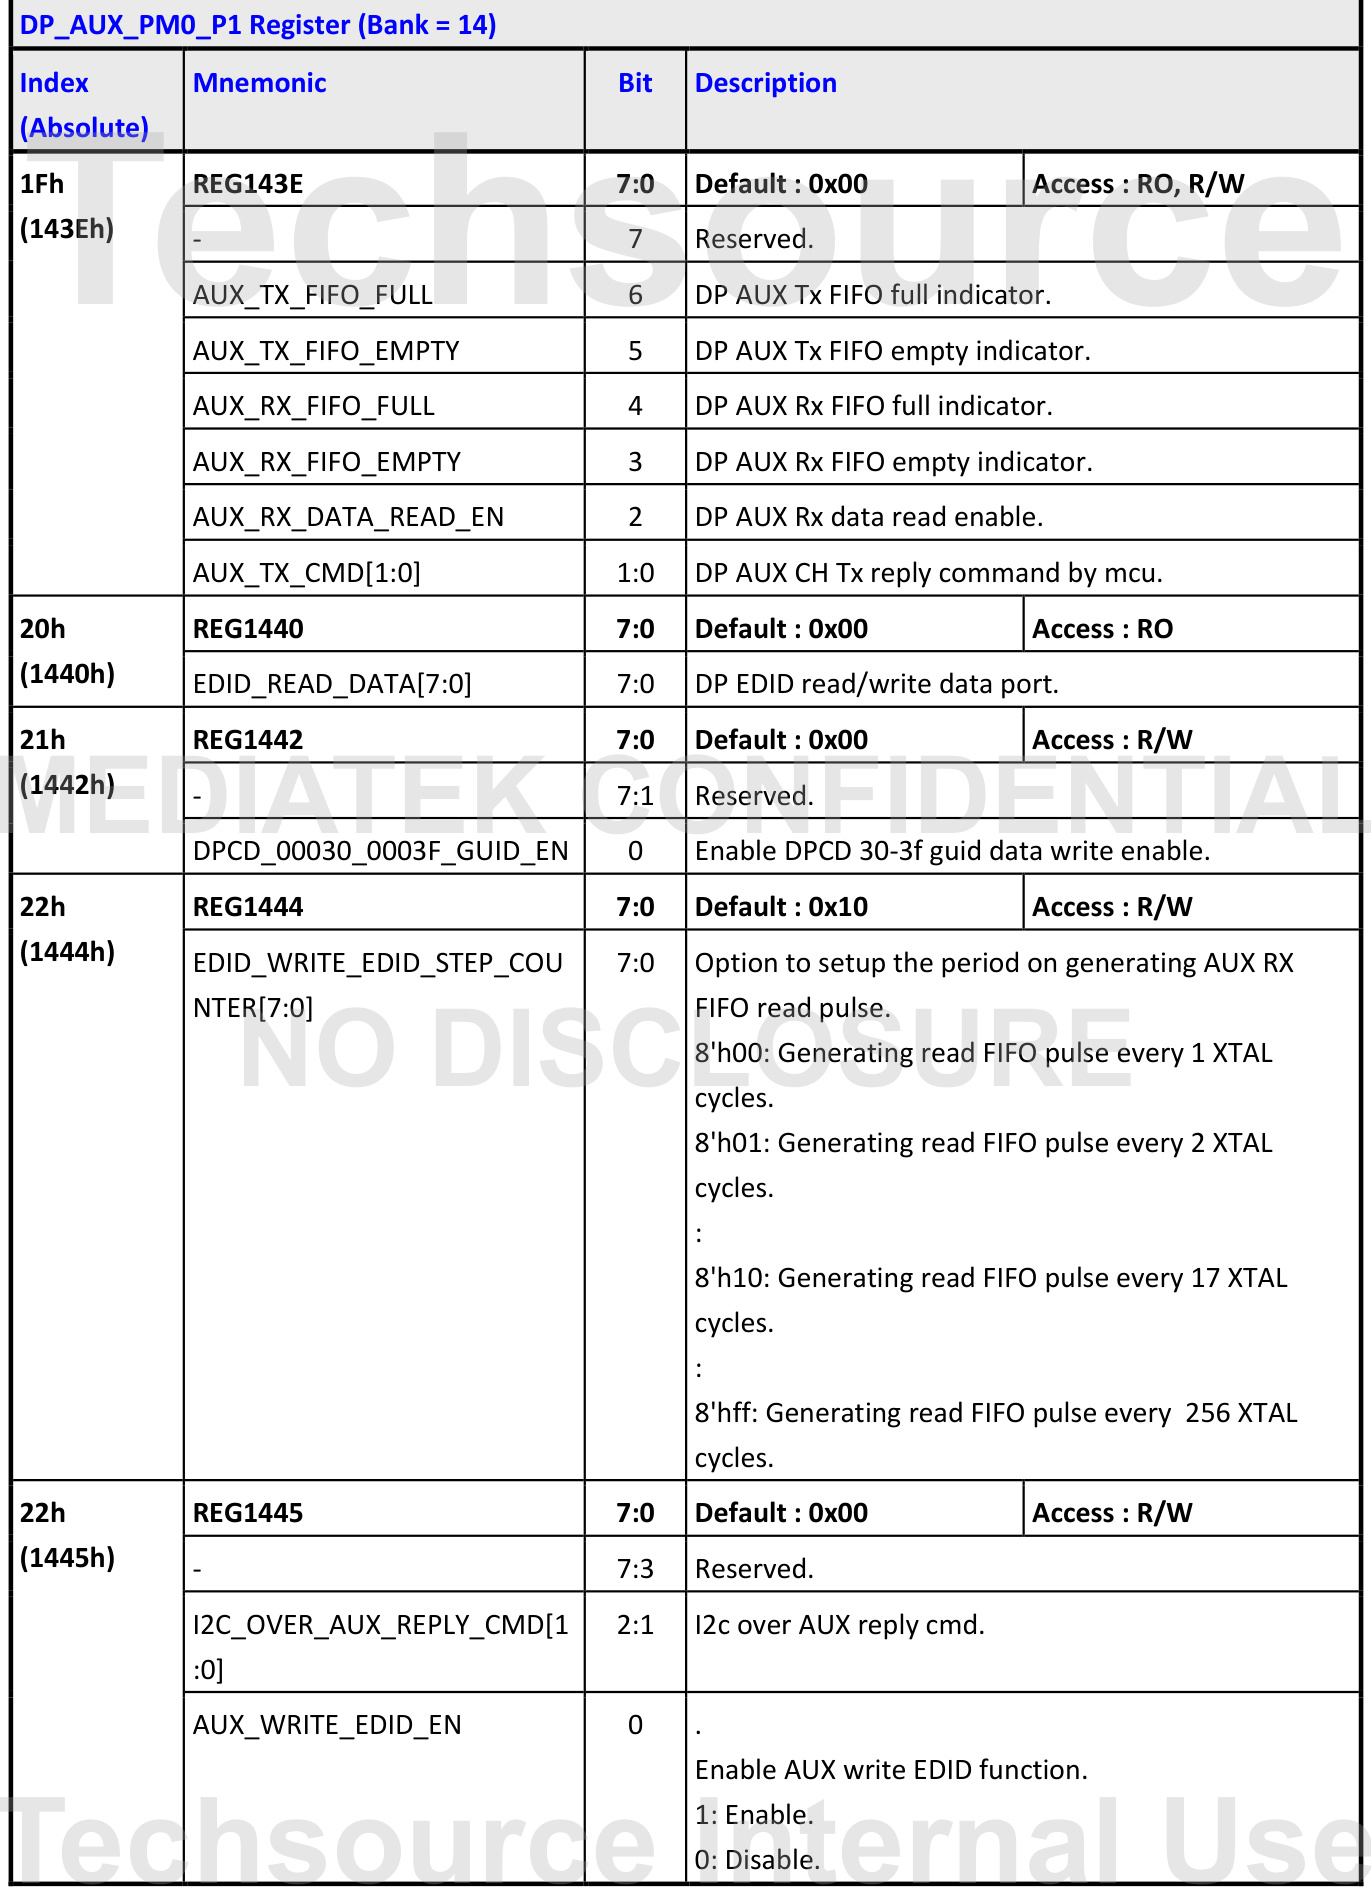 DP_AUX_PM0_P1 Register (Bank = 14)
Index Mnemonic Bit Description
(Absolute)
1Fh REG143E 7:0 Default : 0x00 Access : RO, R/W
(143Eh) - 7 Reserved.
AUX_TX_FIFO_FULL 6 DP AUX Tx FIFO full indicator.
AUX_TX_FIFO_EMPTY 5 DP AUX Tx FIFO empty indicator.
AUX_RX_FIFO_FULL 4 DP AUX Rx FIFO full indicator.
AUX_RX_FIFO_EMPTY 3 DP AUX Rx FIFO empty indicator.
AUX_RX_DATA_READ_EN 2 DP AUX Rx data read enable.
AUX_TX_CMD[1:0] 1:0 DP AUX CH Tx reply command by mcu.
20h REG1440 7:0 Default : 0x00 Access : RO
(1440h) EDID_READ_DATA[7:0] 7:0 DP EDID read/write data port.
21h REG1442 7:0 Default : 0x00 Access : R/W
(1442h) - 7:1 Reserved.
DPCD_00030_0003F_GUID_EN 0 Enable DPCD 30-3f guid data write enable.
22h REG1444 7:0 Default : 0x10 Access : R/W
(1444h) EDID_WRITE_EDID_STEP_COU 7:0 Option to setup the period on generating AUX RX
NTER[7:0] FIFO read pulse.
8'h00: Generating read FIFO pulse every 1 XTAL
cycles.
8'h01: Generating read FIFO pulse every 2 XTAL
cycles.
:
8'h10: Generating read FIFO pulse every 17 XTAL
cycles.
:
8'hff: Generating read FIFO pulse every  256 XTAL
cycles.
22h REG1445 7:0 Default : 0x00 Access : R/W
(1445h) - 7:3 Reserved.
I2C_OVER_AUX_REPLY_CMD[1 2:1 I2c over AUX reply cmd.
:0]
AUX_WRITE_EDID_EN 0 .
Enable AUX write EDID function.
1: Enable.
0: Disable.
Techsource
MEDIATEK CONFIDENTIAL
NO DISCLOSURE
Techsource Internal Use